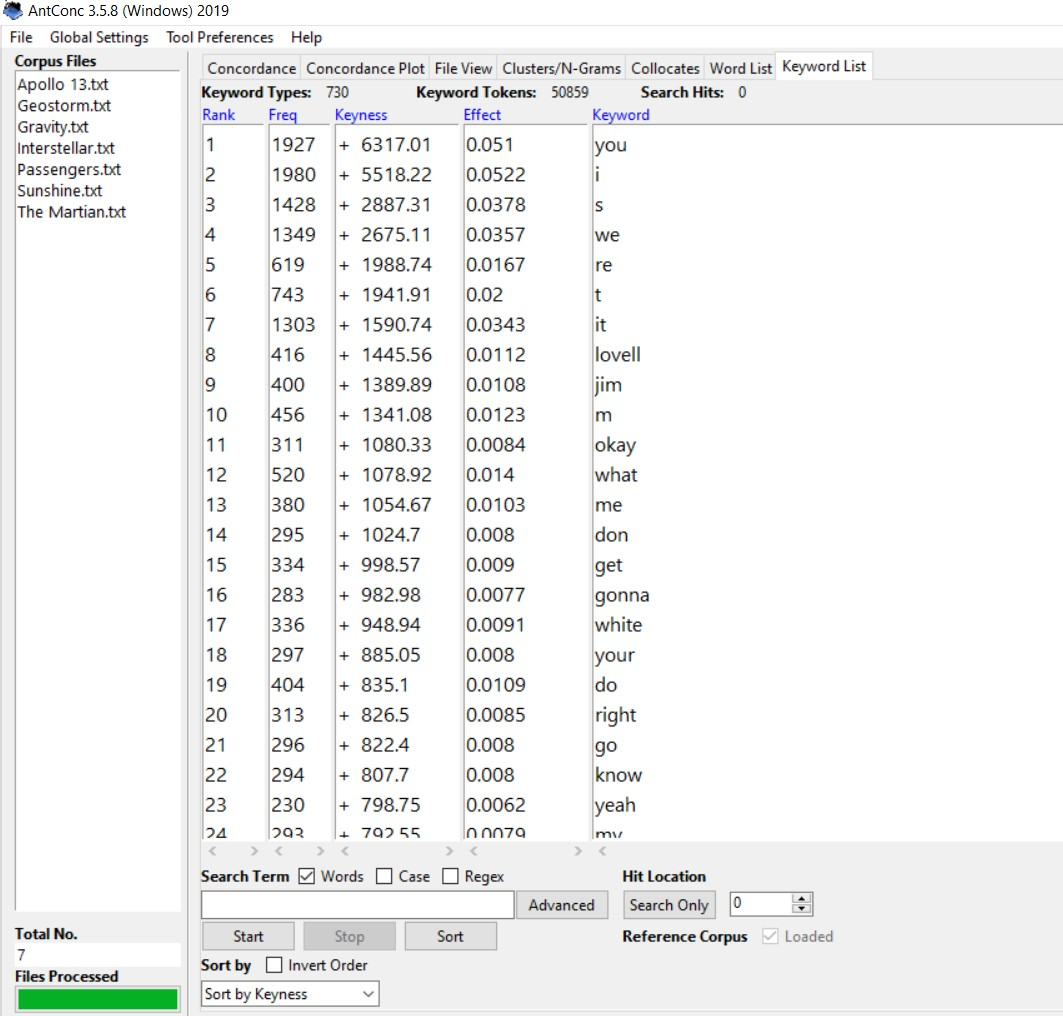 AntConc 3.5.8 (Windows) 2019
File Global Settings Tool Preferences Help
Corpus Files
Apollo 13.txt
Geostorm.txt
Gravity.txt
Interstellar.txt
Passengers.txt
Sunshine.txt
The Martian.txt
Total No.
7
Files Processed
Concordance Concordance Plot File View Clusters/N-Grams Collocates Word List Keyword List
Keyword Types: 730 Keyword Tokens: 50859 Search Hits: 0
Rank Freq Keyness Effect Keyword
1 1927 + 6317.01 0.051 you
2 1980 + 5518.22 0.0522 i
3 1428 + 2887.31 0.0378 s
4 1349 + 2675.11 0.0357 we
5 619 + 1988.74 0.0167 re
6 743 + 1941.91 0.02 t
7 1303 + 1590.74 0.0343 it
8 416 + 1445.56 0.0112 lovell
9 400 + 1389.89 0.0108 jim
10 456 + 1341.08 0.0123 m
11 311 + 1080.33 0.0084 okay
12 520 + 1078.92 0.014 what
13 380 + 1054.67 0.0103 me
14 295 + 1024.7 0.008 don
15 334 + 998.57 0.009 get
16 283 + 982.98 0.0077 gonna
17 336 + 948.94 0.0091 white
18 297 + 885.05 0.008 your
19 404 + 835.1 0.0109 do
20 313 + 826.5 0.0085 right
21 296 + 822.4 0.008 go
22 294 + 807.7 0.008 know
23 230 + 798.75 0.0062 yeah
24 293 + 792.55 0.0079 my
Search Term Words Case Regex Hit Location
Advanced Search Only 0
Start Stop Sort Reference Corpus Loaded
Sort by Invert Order
Sort by Keyness